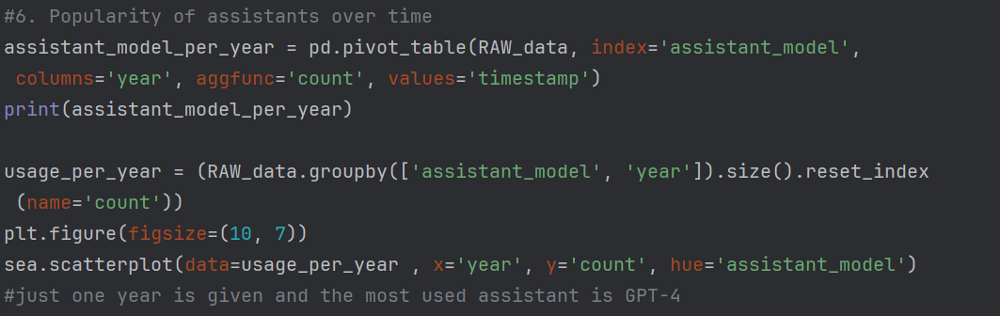 #6. Popularity of assistants over time
assistant_model_per_year = pd.pivot_table(RAW_data, index='assistant_model',
 columns='year', aggfunc='count', values='timestamp')
print(assistant_model_per_year)

usage_per_year = (RAW_data.groupby(['assistant_model', 'year']).size().reset_index
 (name='count'))
plt.figure(figsize=(10, 7))
sea.scatterplot(data=usage_per_year , x='year', y='count', hue='assistant_model')
#just one year is given and the most used assistant is GPT-4